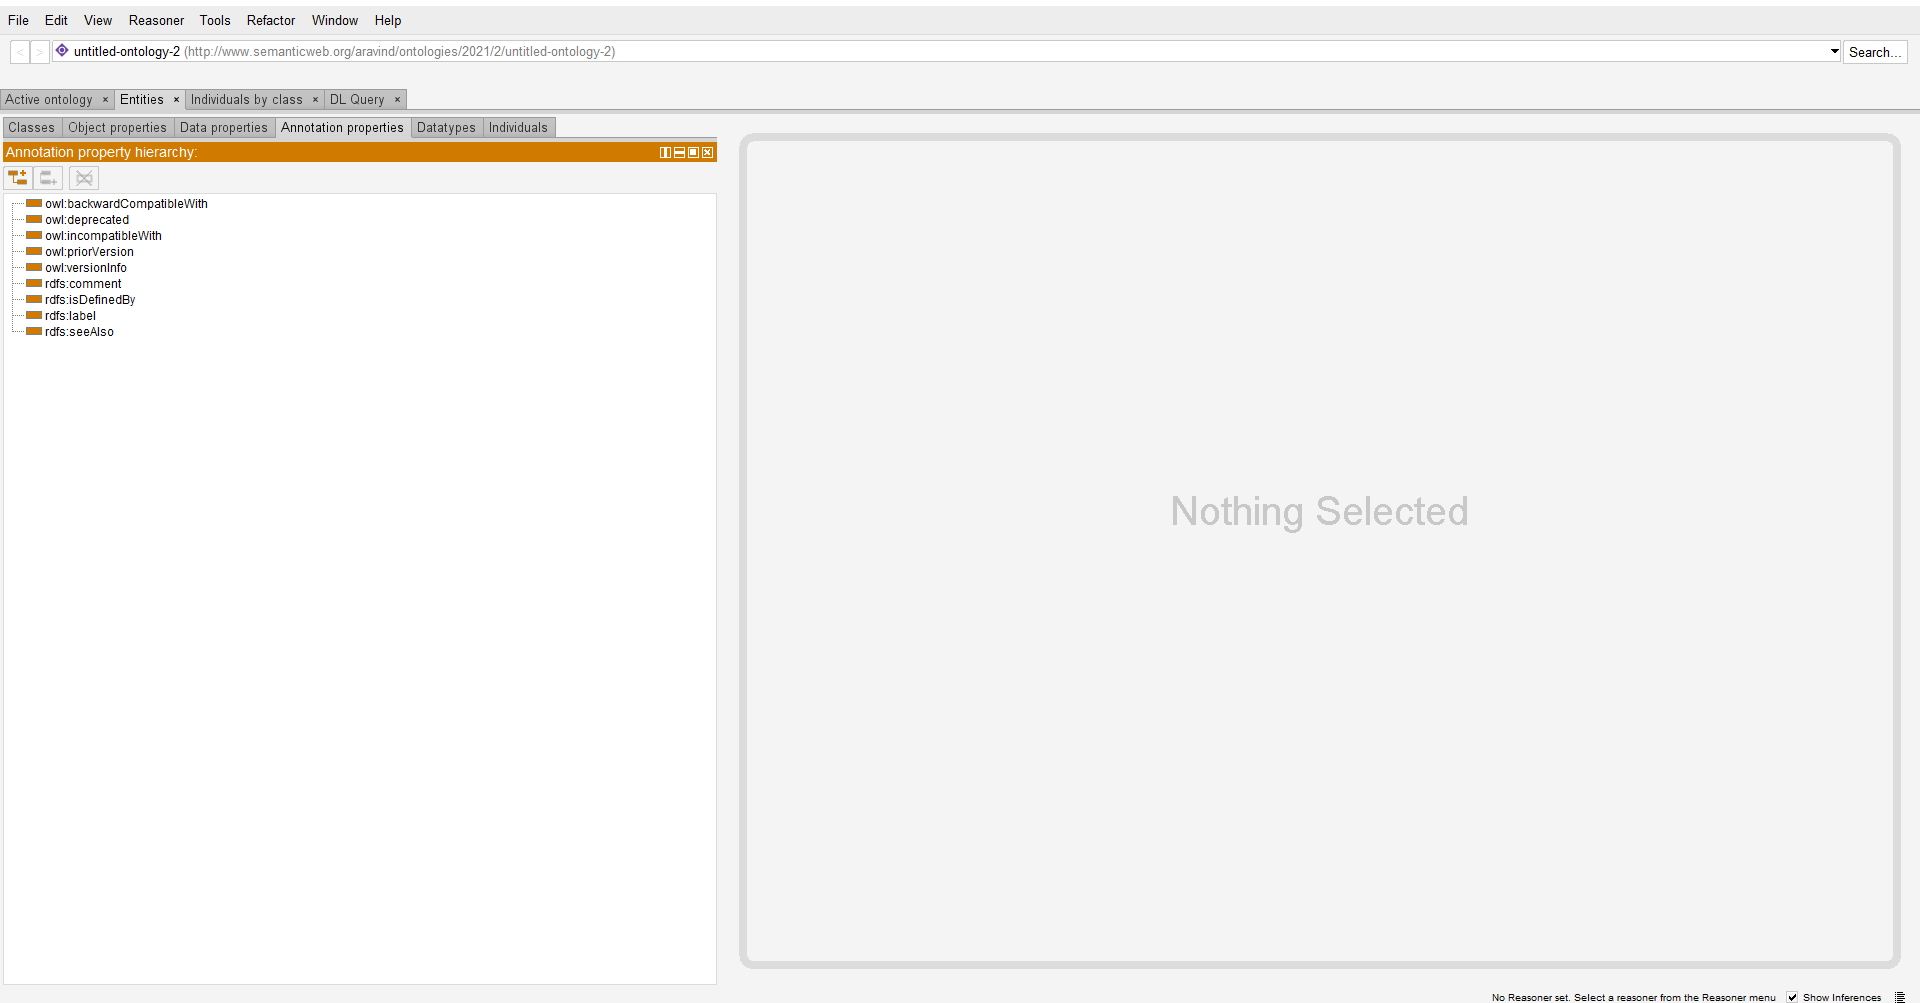 File Edit View Reasoner Tools Refactor Window Help
< > untitled-ontology-2 (http://www.semanticweb.org/aravind/ontologies/2021/2/untitled-ontology-2) Search...
Active ontology × Entities × Individuals by class × DL Query ×
Classes Object properties Data properties Annotation properties Datatypes Individuals
Annotation property hierarchy:
owl:backwardCompatibleWith
owl:deprecated
owl:incompatibleWith
owl:priorVersion
owl:versionInfo
rdfs:comment
rdfs:isDefinedBy
rdfs:label
rdfs:seeAlso
Nothing Selected
No Reasoner set. Select a reasoner from the Reasoner menu Show Inferences